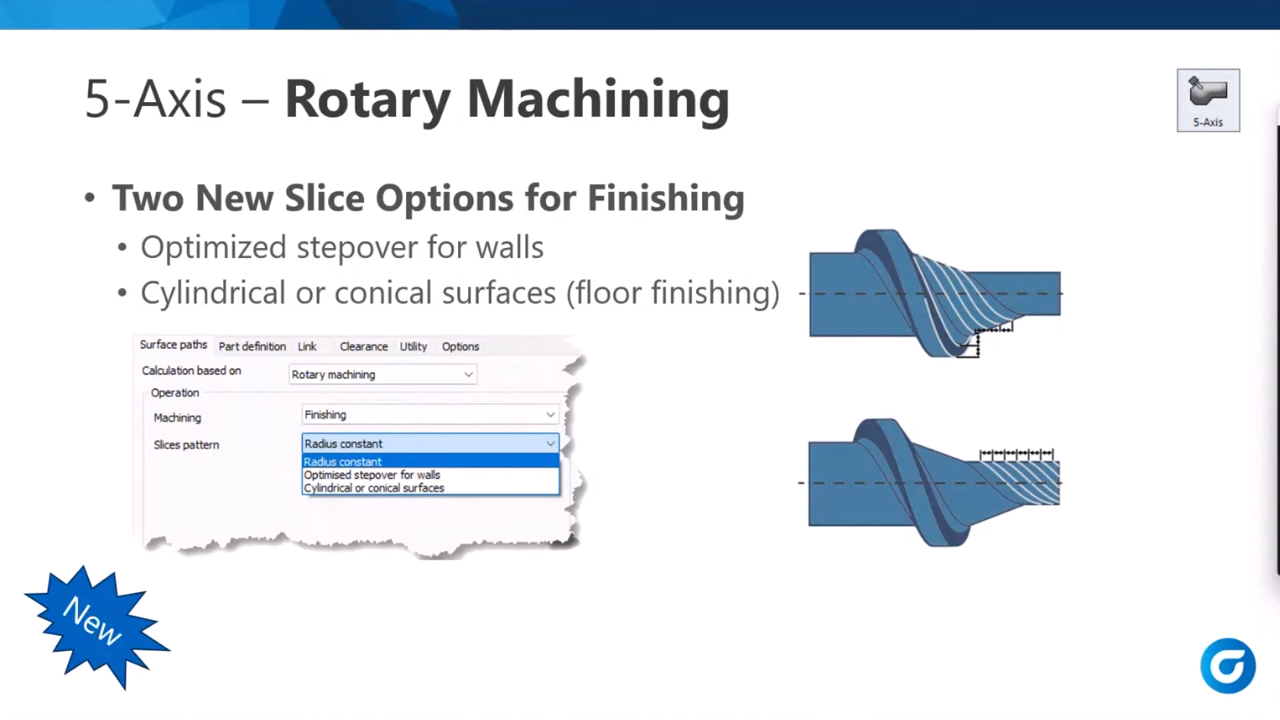 5-Axis – Rotary Machining
5-Axis
• Two New Slice Options for Finishing
• Optimized stepover for walls
• Cylindrical or conical surfaces (floor finishing)
Surface paths Part definition Link Clearance Utility Options
Calculation based on Rotary machining
Operation
Machining Finishing
Slices pattern Radius constant
Radius constant
Optimised stepover for walls
Cylindrical or conical surfaces
New